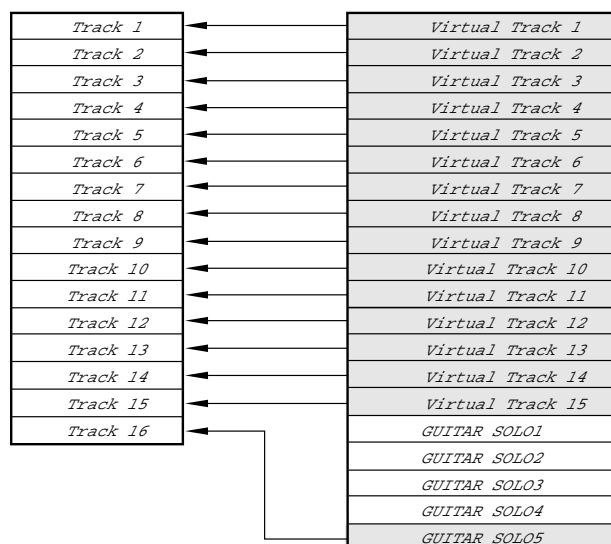 Track 1 Virtual Track 1
Track 2 Virtual Track 2
Track 3 Virtual Track 3
Track 4 Virtual Track 4
Track 5 Virtual Track 5
Track 6 Virtual Track 6
Track 7 Virtual Track 7
Track 8 Virtual Track 8
Track 9 Virtual Track 9
Track 10 Virtual Track 10
Track 11 Virtual Track 11
Track 12 Virtual Track 12
Track 13 Virtual Track 13
Track 14 Virtual Track 14
Track 15 Virtual Track 15
Track 16 GUITAR SOLO1
GUITAR SOLO2
GUITAR SOLO3
GUITAR SOLO4
GUITAR SOLO5